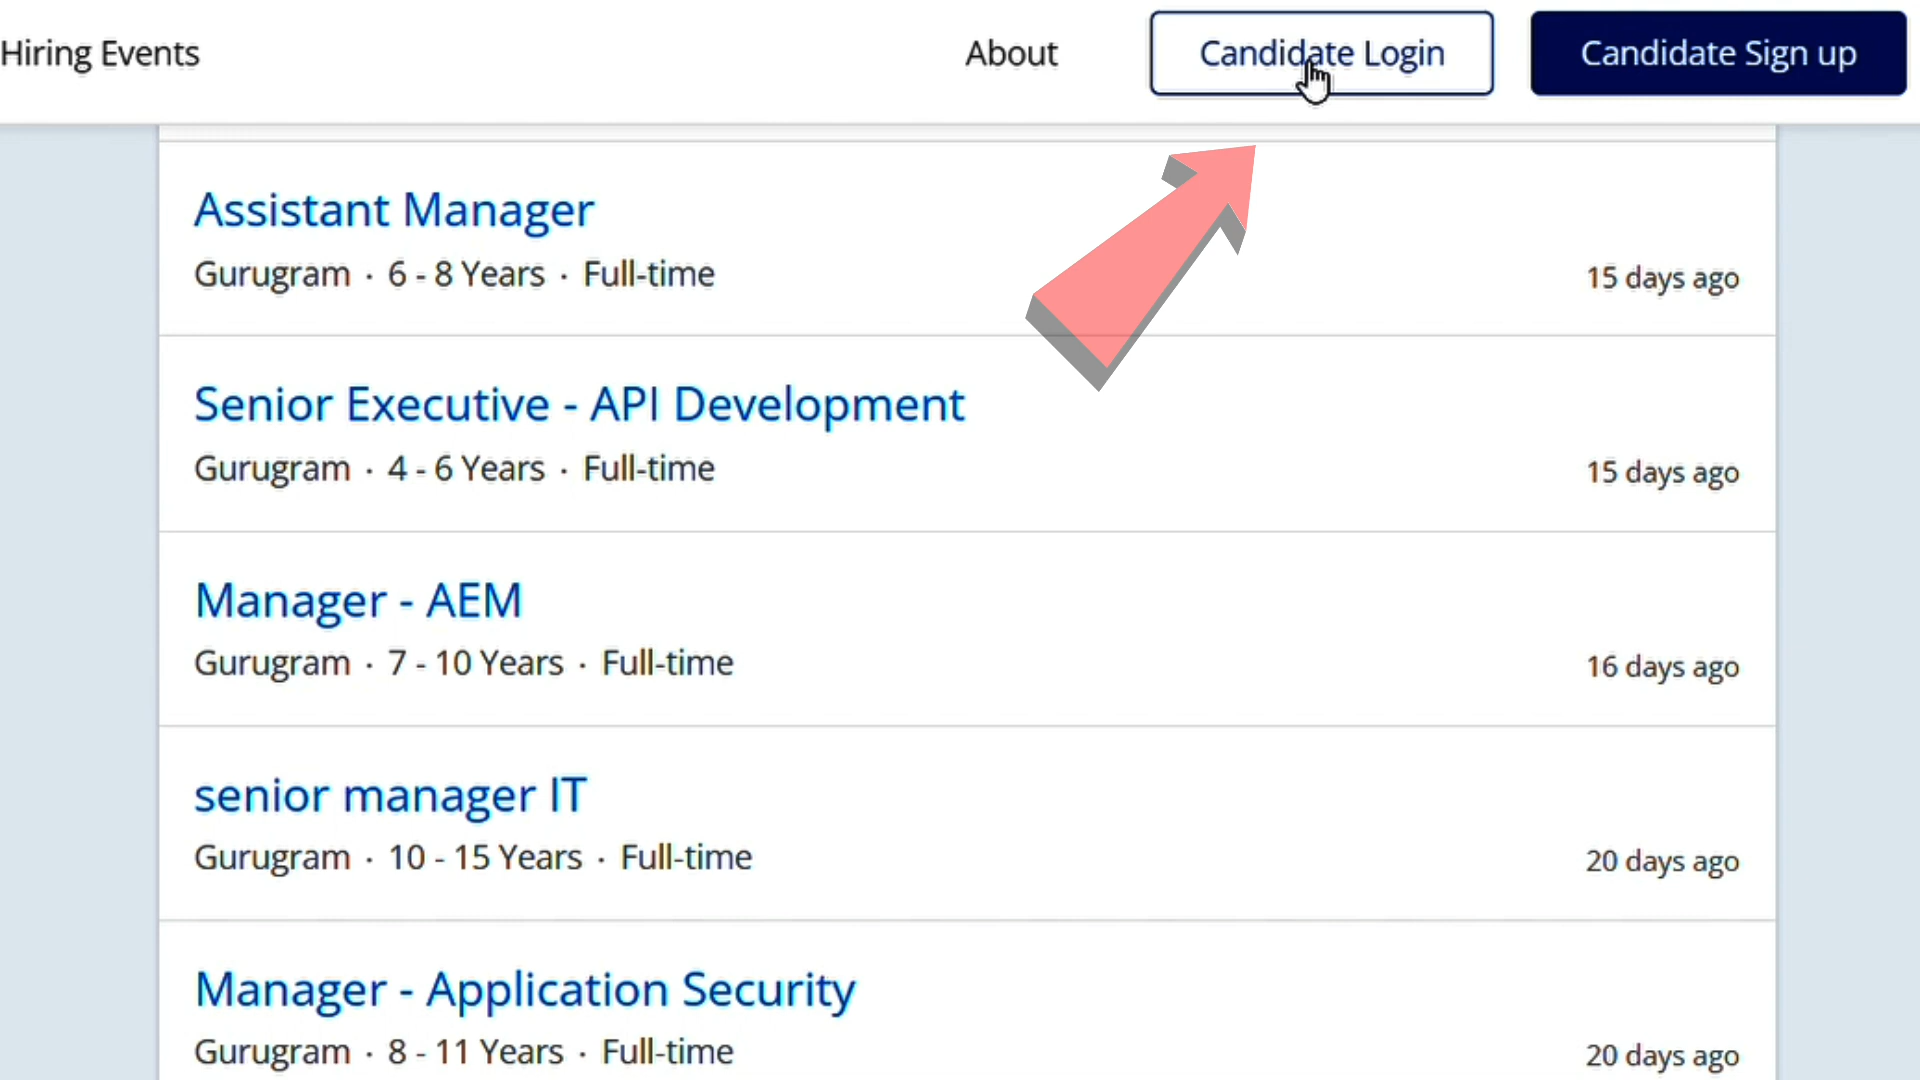 Hiring Events
About
Candidate Login
Candidate Sign up
Assistant Manager
Gurugram · 6 - 8 Years · Full-time
15 days ago
Senior Executive - API Development
Gurugram · 4 - 6 Years · Full-time
15 days ago
Manager - AEM
Gurugram · 7 - 10 Years · Full-time
16 days ago
senior manager IT
Gurugram · 10 - 15 Years · Full-time
20 days ago
Manager - Application Security
Gurugram · 8 - 11 Years · Full-time
20 days ago